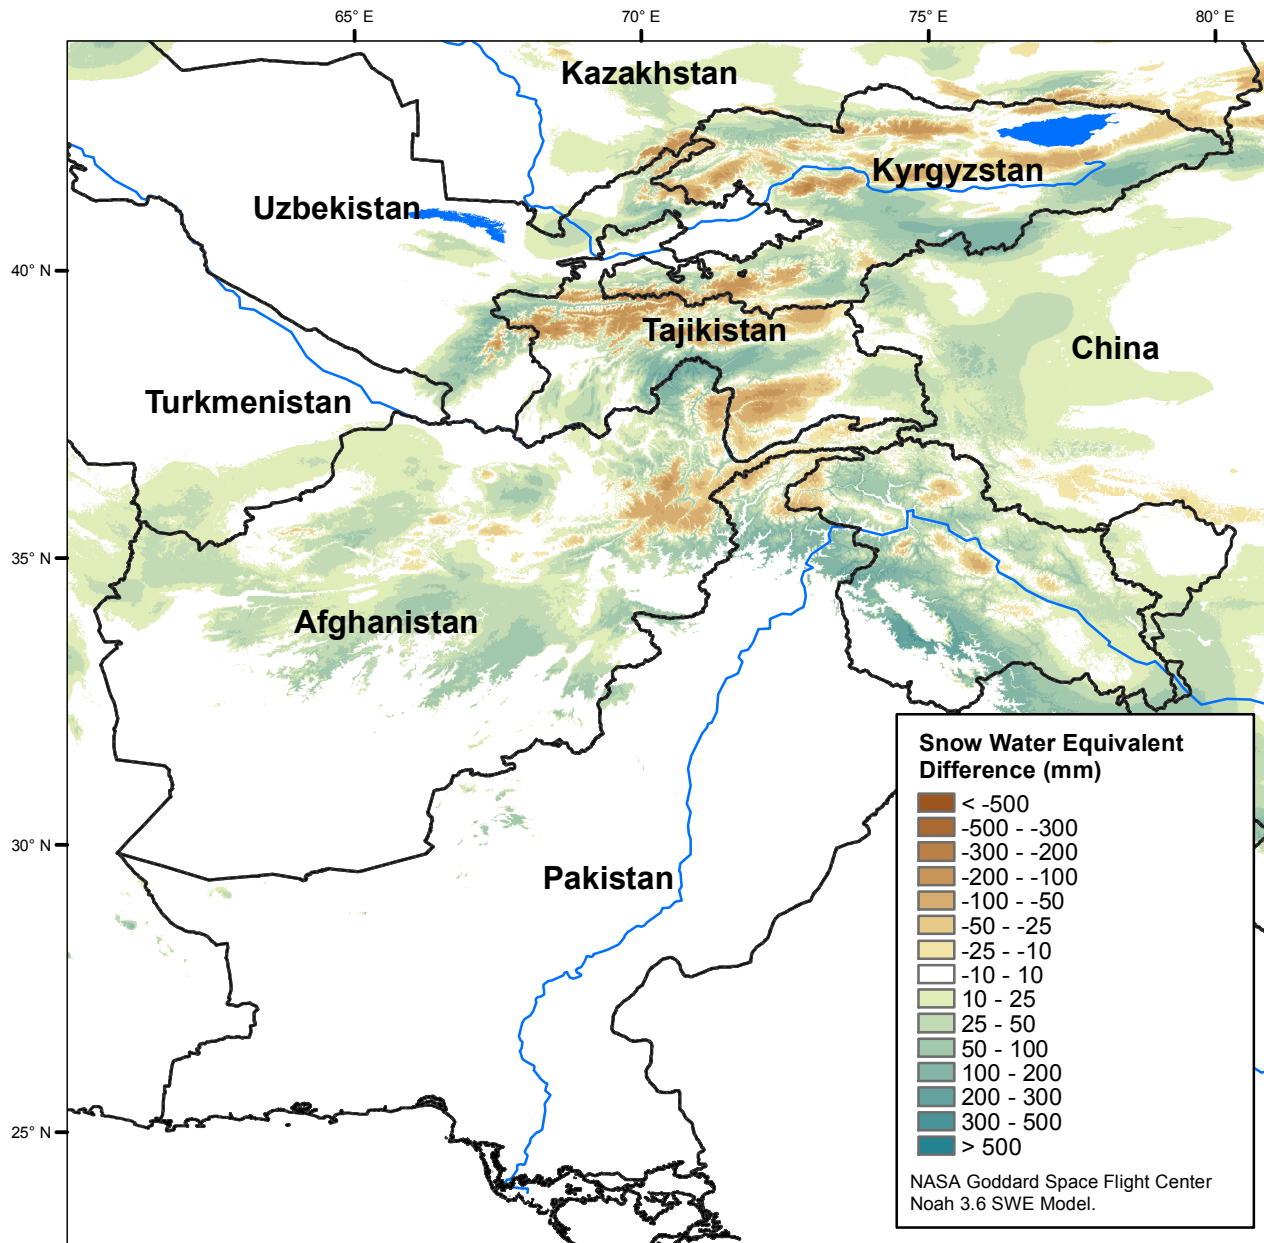 65° E
70° E
75° E
80° E
Kazakhstan
Kyrgyzstan
Uzbekistan
40° N
Tajikistan
China
Turkmenistan
35° N
Afghanistan
30° N
Pakistan
25° N
Snow Water Equivalent
Difference (mm)
< -500
-500 - -300
-300 - -200
-200 - -100
-100 - -50
-50 - -25
-25 - -10
-10 - 10
10 - 25
25 - 50
50 - 100
100 - 200
200 - 300
300 - 500
> 500
NASA Goddard Space Flight Center
Noah 3.6 SWE Model.